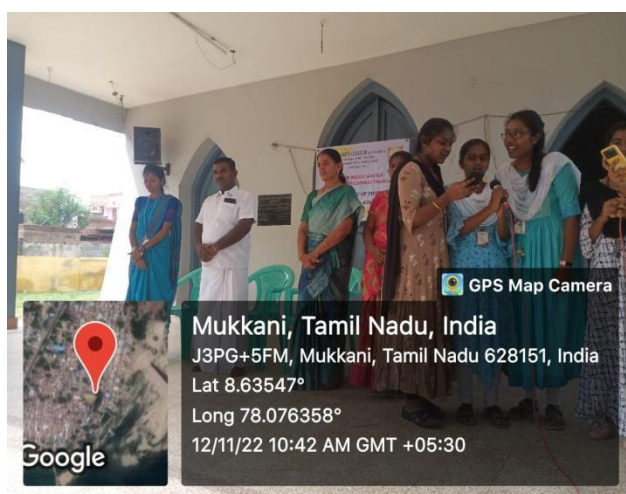 GPS Map Camera
Mukkani, Tamil Nadu, India
J3PG+5FM, Mukkani, Tamil Nadu 628151, India
Lat 8.63547°
Long 78.076358°
12/11/22 10:42 AM GMT +05:30
Google